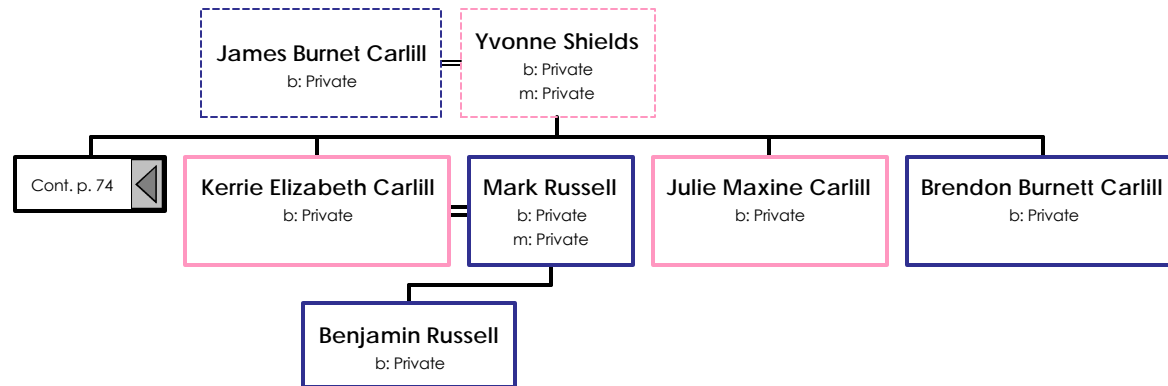 James Burnet Carlill
b: Private
Yvonne Shields
b: Private
m: Private
Cont. p. 74
Kerrie Elizabeth Carlill
b: Private
Mark Russell
b: Private
m: Private
Julie Maxine Carlill
b: Private
Brendon Burnett Carlill
b: Private
Benjamin Russell
b: Private